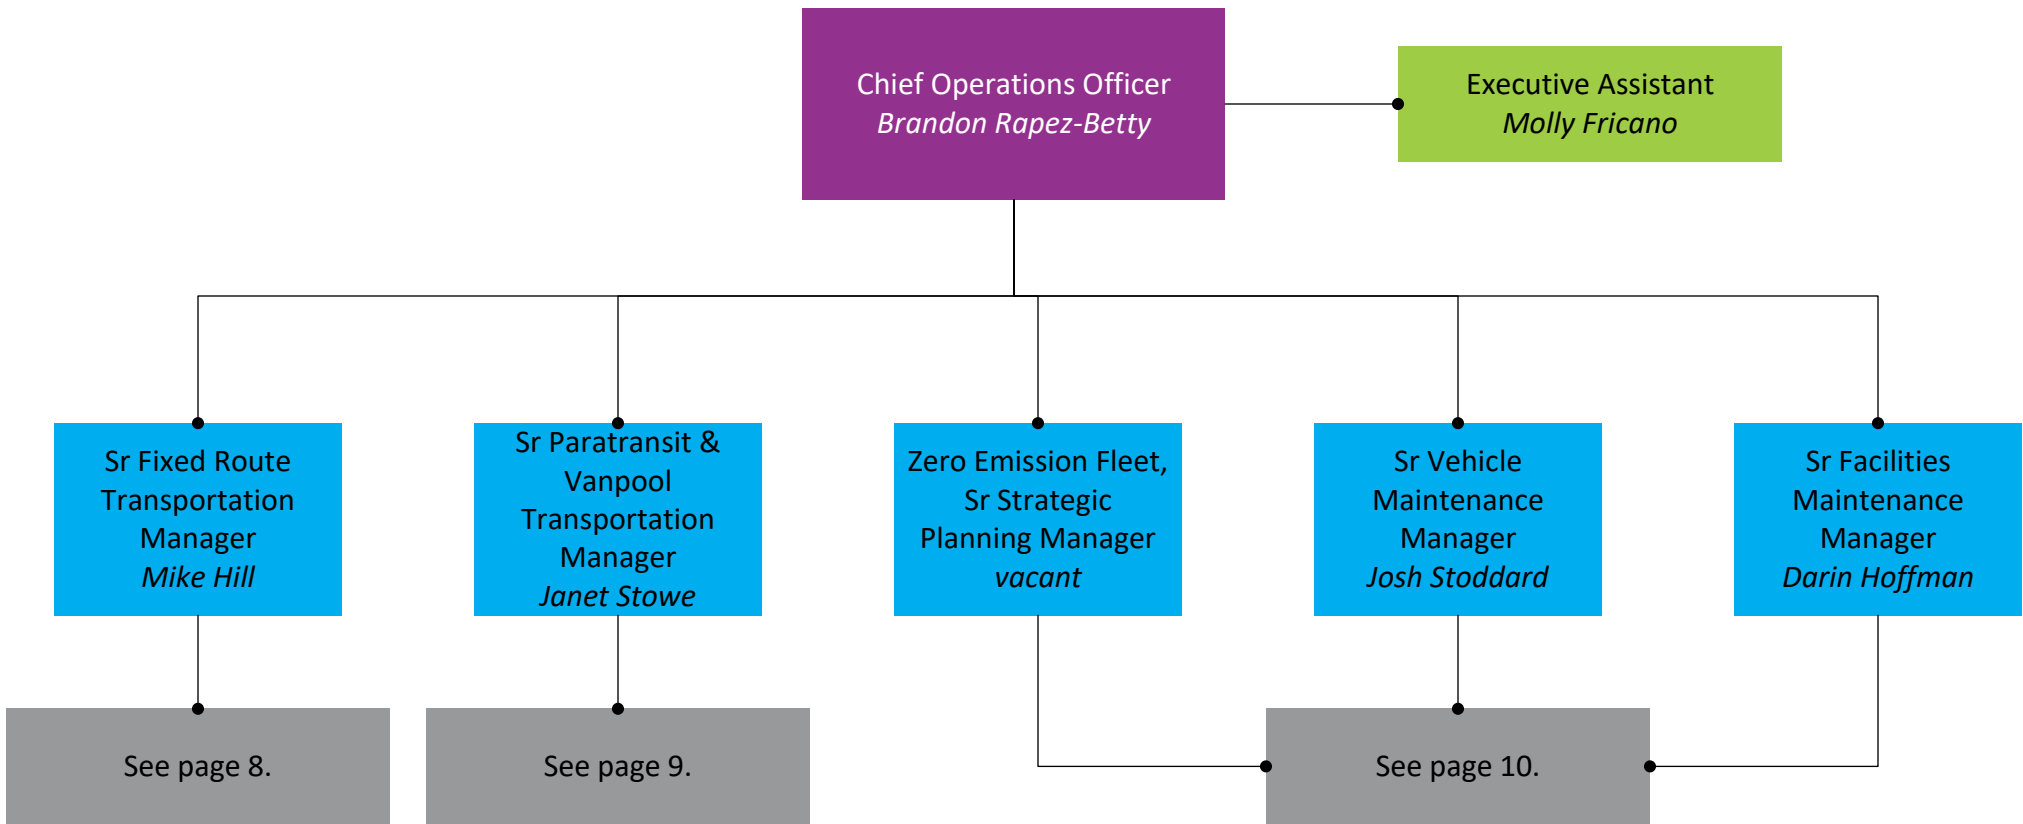 Chief Operations Officer
Brandon Rapez-Betty
Executive Assistant
Molly Fricano
Sr Fixed Route
Transportation
Manager
Mike Hill
Sr Paratransit &
Vanpool
Transportation
Manager
Janet Stowe
Zero Emission Fleet,
Sr Strategic
Planning Manager
vacant
Sr Vehicle
Maintenance
Manager
Josh Stoddard
Sr Facilities
Maintenance
Manager
Darin Hoffman
See page 8.
See page 9.
See page 10.